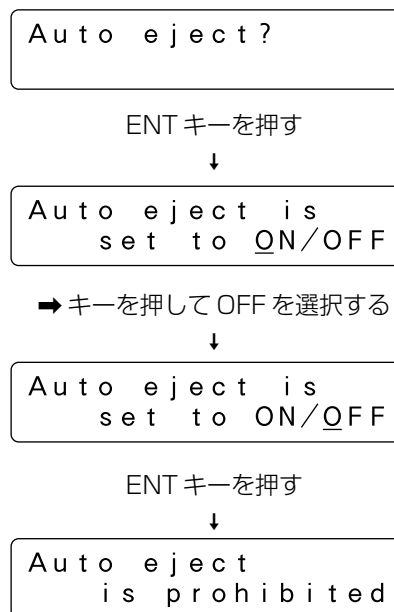 Auto eject?
ENTキーを押す
↓
Auto eject is
set to ON/OFF
➡キーを押してOFFを選択する
↓
Auto eject is
set to ON/OFF
ENTキーを押す
↓
Auto eject
is prohibited